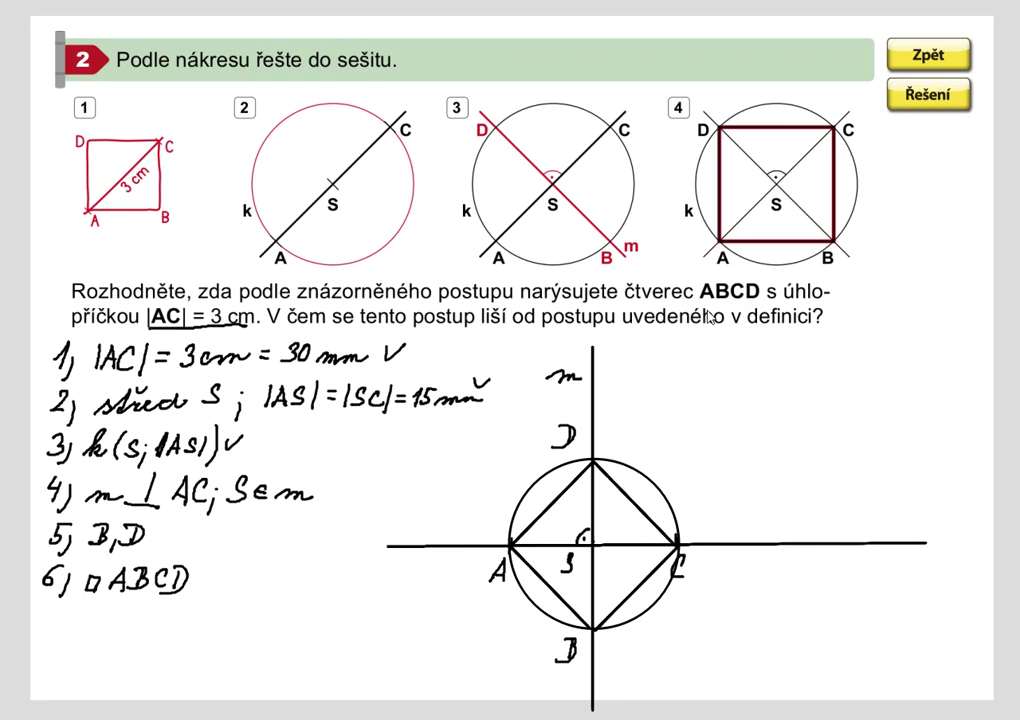 2 Podle nákresu řešte do sešitu.
Zpět
Řešení
1
D
C
3 cm
A
B
2
C
S
k
A
3
D
C
S
k
m
A
B
4
D
C
S
k
A
B
Rozhodněte, zda podle znázorněného postupu narýsujete čtverec ABCD s úhlo-
příčkou |AC| = 3 cm. V čem se tento postup liší od postupu uvedeného v definici?
1) |AC| = 3 cm = 30 mm √
2) střed S ; |AS| = |SC| = 15 mm √
3) k (S; |AS|) √
4) m ⊥ AC; S ∈ m
5) B, D
6) □ ABCD
m
D
A
S
C
B